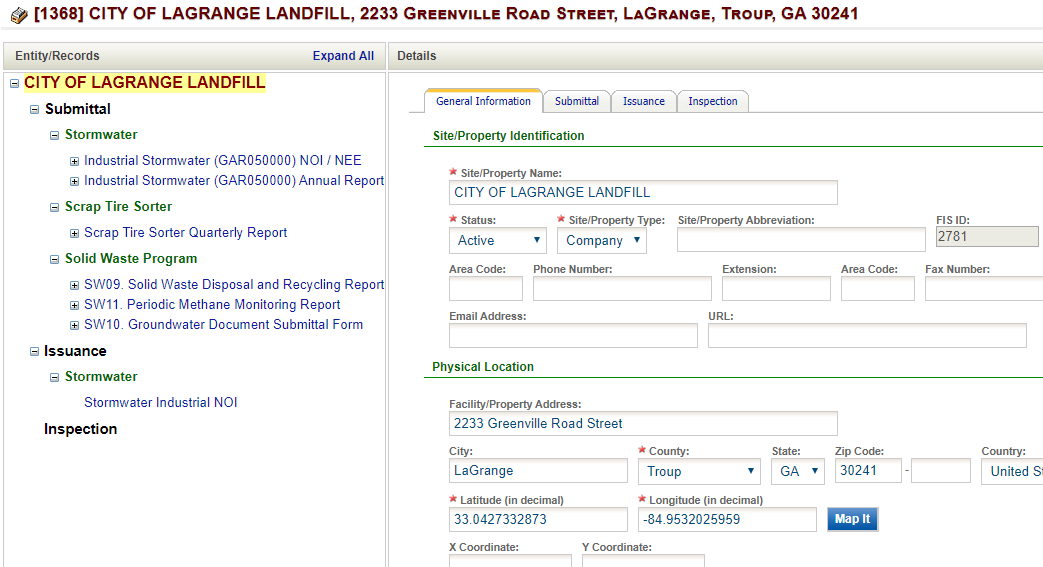 [1368] CITY OF LAGRANGE LANDFILL, 2233 GREENVILLE ROAD STREET, LAGRANGE, TROUP, GA 30241
Entity/Records Expand All
CITY OF LAGRANGE LANDFILL
Submittal
Stormwater
Industrial Stormwater (GAR050000) NOI / NEE
Industrial Stormwater (GAR050000) Annual Report
Scrap Tire Sorter
Scrap Tire Sorter Quarterly Report
Solid Waste Program
SW09. Solid Waste Disposal and Recycling Report
SW11. Periodic Methane Monitoring Report
SW10. Groundwater Document Submittal Form
Issuance
Stormwater
Stormwater Industrial NOI
Inspection
Details
General Information Submittal Issuance Inspection
Site/Property Identification
* Site/Property Name:
CITY OF LAGRANGE LANDFILL
* Status: * Site/Property Type: Site/Property Abbreviation: FIS ID:
Active Company 2781
Area Code: Phone Number: Extension: Area Code: Fax Number:
Email Address: URL:
Physical Location
Facility/Property Address:
2233 Greenville Road Street
City: * County: State: Zip Code: Country:
LaGrange Troup GA 30241 - United St
* Latitude (in decimal) * Longitude (in decimal)
33.0427332873 -84.9532025959 Map It
X Coordinate: Y Coordinate: